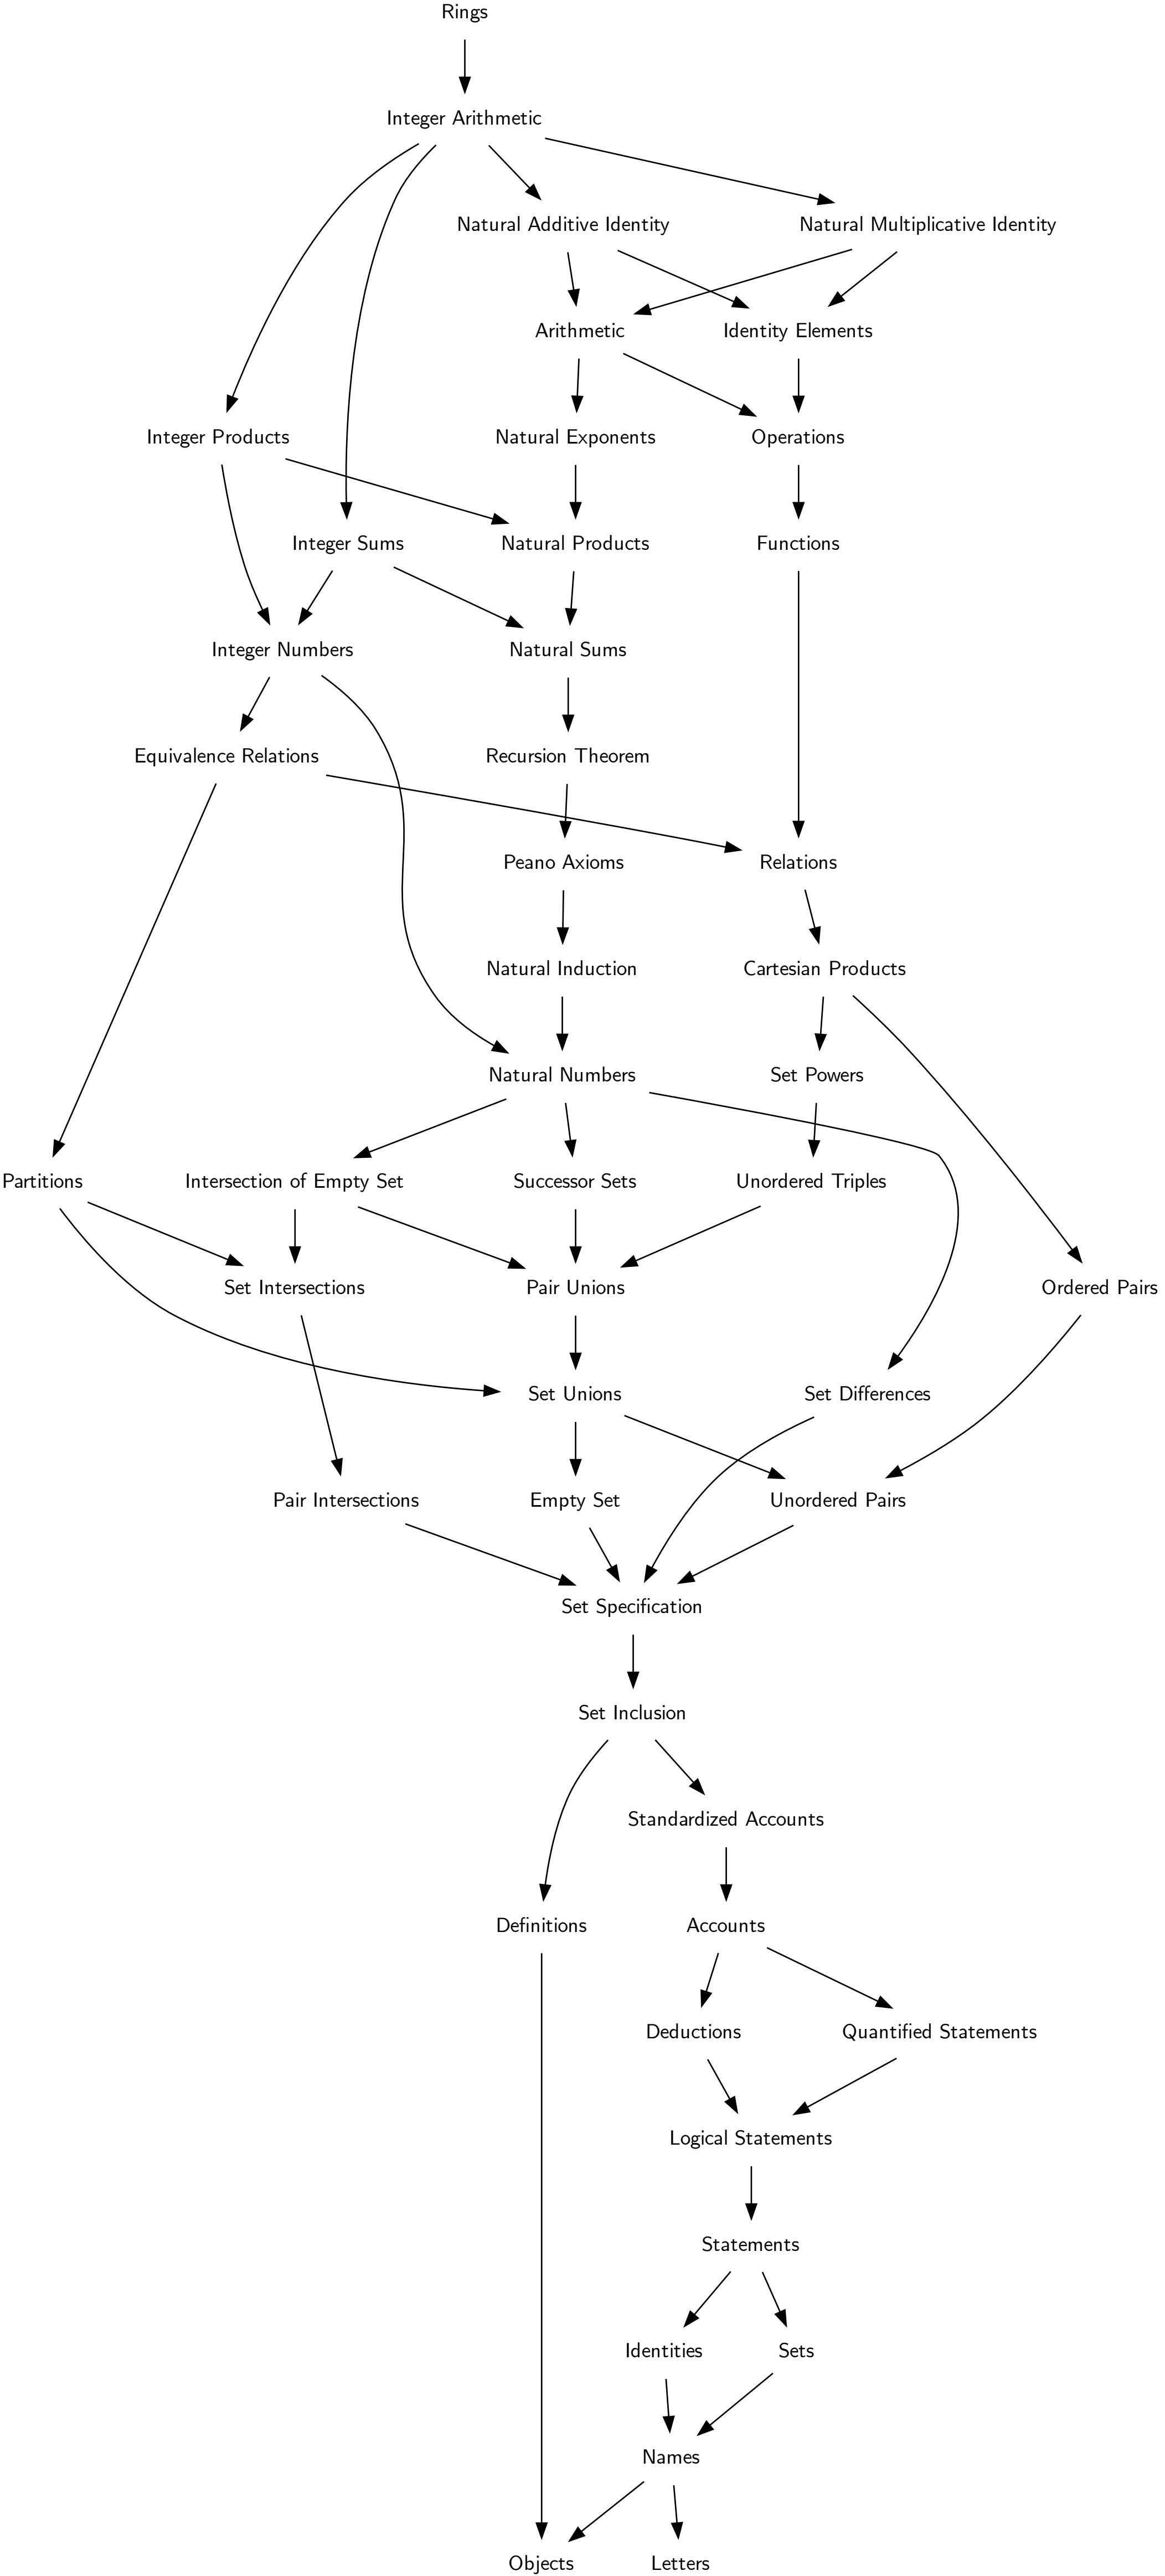 Rings
Integer Arithmetic
Natural Additive Identity
Natural Multiplicative Identity
Arithmetic
Identity Elements
Integer Products
Natural Exponents
Operations
Integer Sums
Natural Products
Functions
Integer Numbers
Natural Sums
Equivalence Relations
Recursion Theorem
Peano Axioms
Relations
Natural Induction
Cartesian Products
Natural Numbers
Set Powers
Partitions
Intersection of Empty Set
Successor Sets
Unordered Triples
Set Intersections
Pair Unions
Ordered Pairs
Set Unions
Set Differences
Pair Intersections
Empty Set
Unordered Pairs
Set Specification
Set Inclusion
Standardized Accounts
Definitions
Accounts
Deductions
Quantified Statements
Logical Statements
Statements
Identities
Sets
Names
Objects
Letters